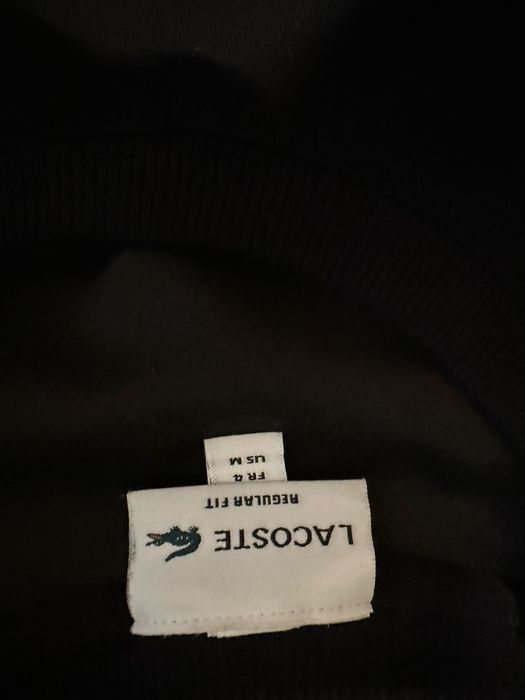 LACOSTE
REGULAR FIT
FR 4
US M